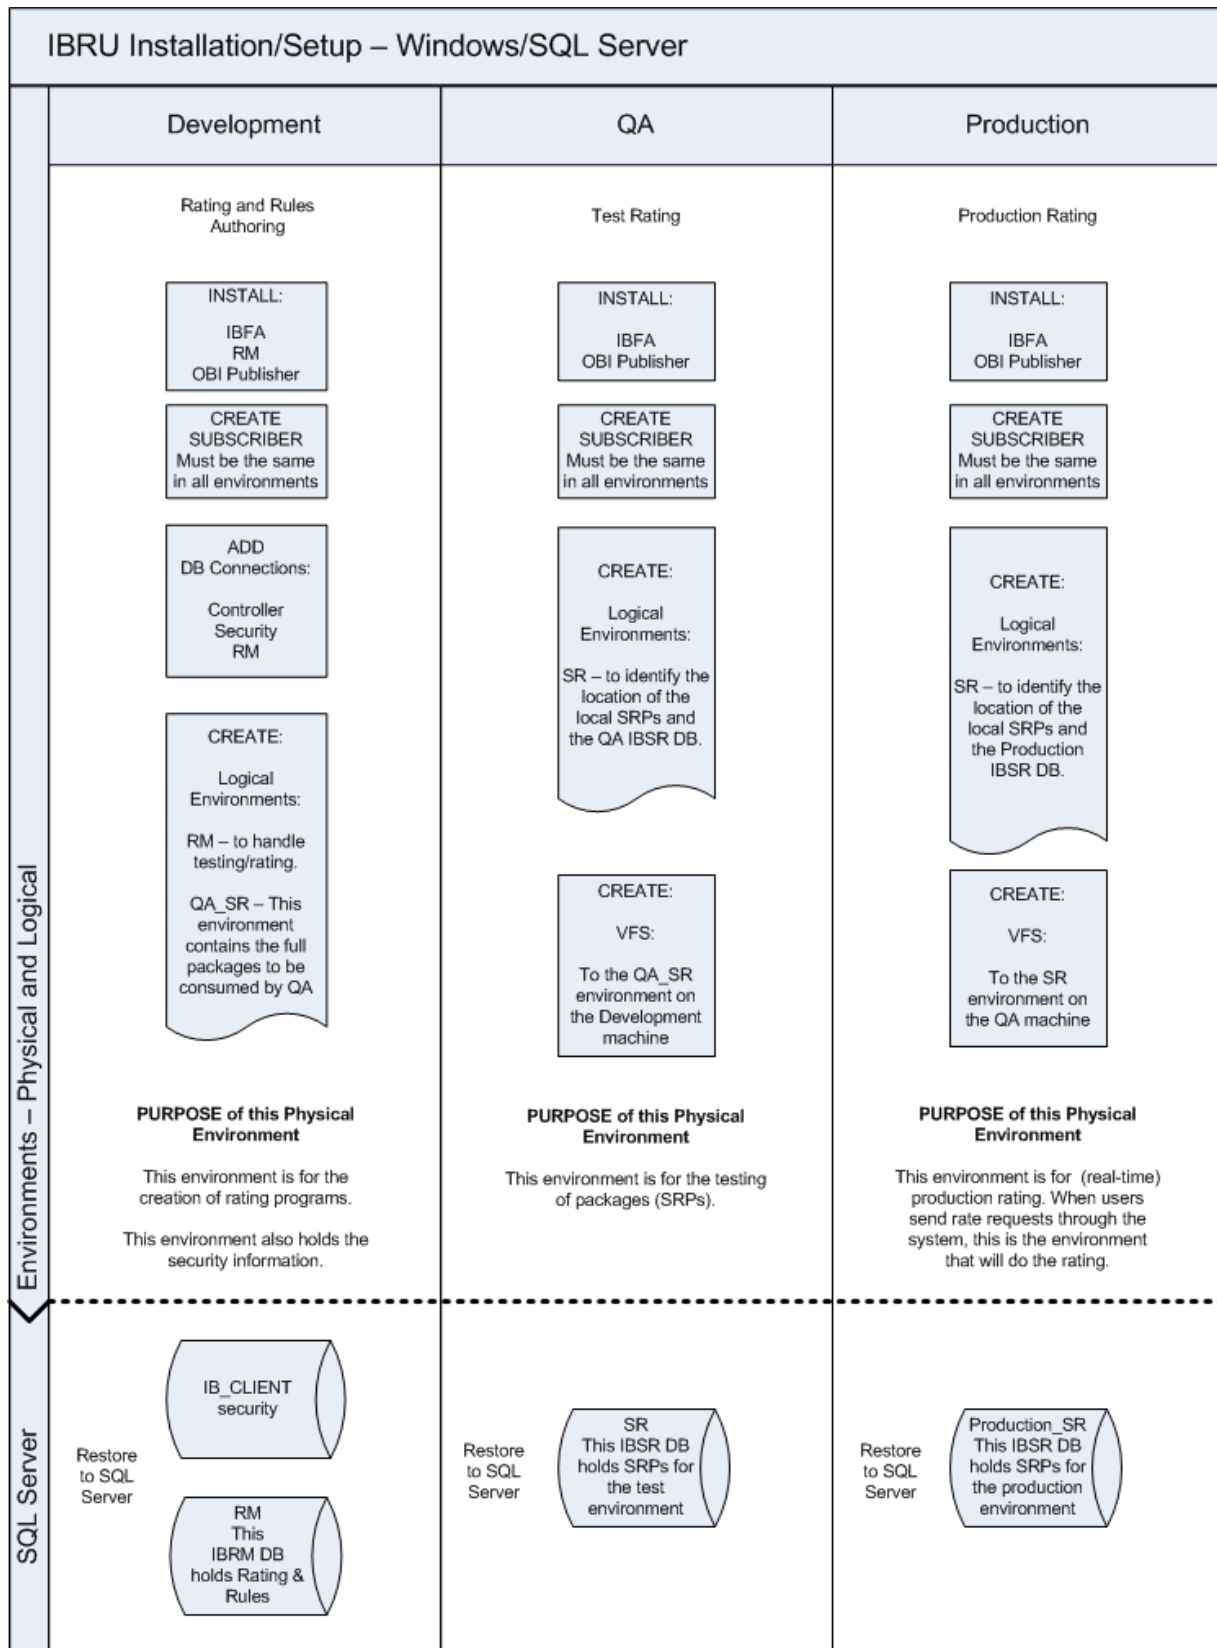 IBRU Installation/Setup – Windows/SQL Server
Environments – Physical and Logical
Development
Rating and Rules
Authoring
INSTALL:
IBFA
RM
OBI Publisher
CREATE
SUBSCRIBER
Must be the same
in all environments
ADD
DB Connections:
Controller
Security
RM
CREATE:
Logical
Environments:
RM – to handle
testing/rating.
QA_SR – This
environment
contains the full
packages to be
consumed by QA
PURPOSE of this Physical
Environment
This environment is for the
creation of rating programs.
This environment also holds the
security information.
QA
Test Rating
INSTALL:
IBFA
OBI Publisher
CREATE
SUBSCRIBER
Must be the same
in all environments
CREATE:
Logical
Environments:
SR – to identify the
location of the
local SRPs and
the QA IBSR DB.
CREATE:
VFS:
To the QA_SR
environment on
the Development
machine
PURPOSE of this Physical
Environment
This environment is for the testing
of packages (SRPs).
Production
Production Rating
INSTALL:
IBFA
OBI Publisher
CREATE
SUBSCRIBER
Must be the same
in all environments
CREATE:
Logical
Environments:
SR – to identify the
location of the
local SRPs and
the Production
IBSR DB.
CREATE:
VFS:
To the SR
environment on
the QA machine
PURPOSE of this Physical
Environment
This environment is for (real-time)
production rating. When users
send rate requests through the
system, this is the environment
that will do the rating.
SQL Server
Restore
to SQL
Server
IB_CLIENT
security
RM
This
IBRM DB
holds Rating &
Rules
Restore
to SQL
Server
SR
This IBSR DB
holds SRPs for
the test
environment
Restore
to SQL
Server
Production_SR
This IBSR DB
holds SRPs for
the production
environment